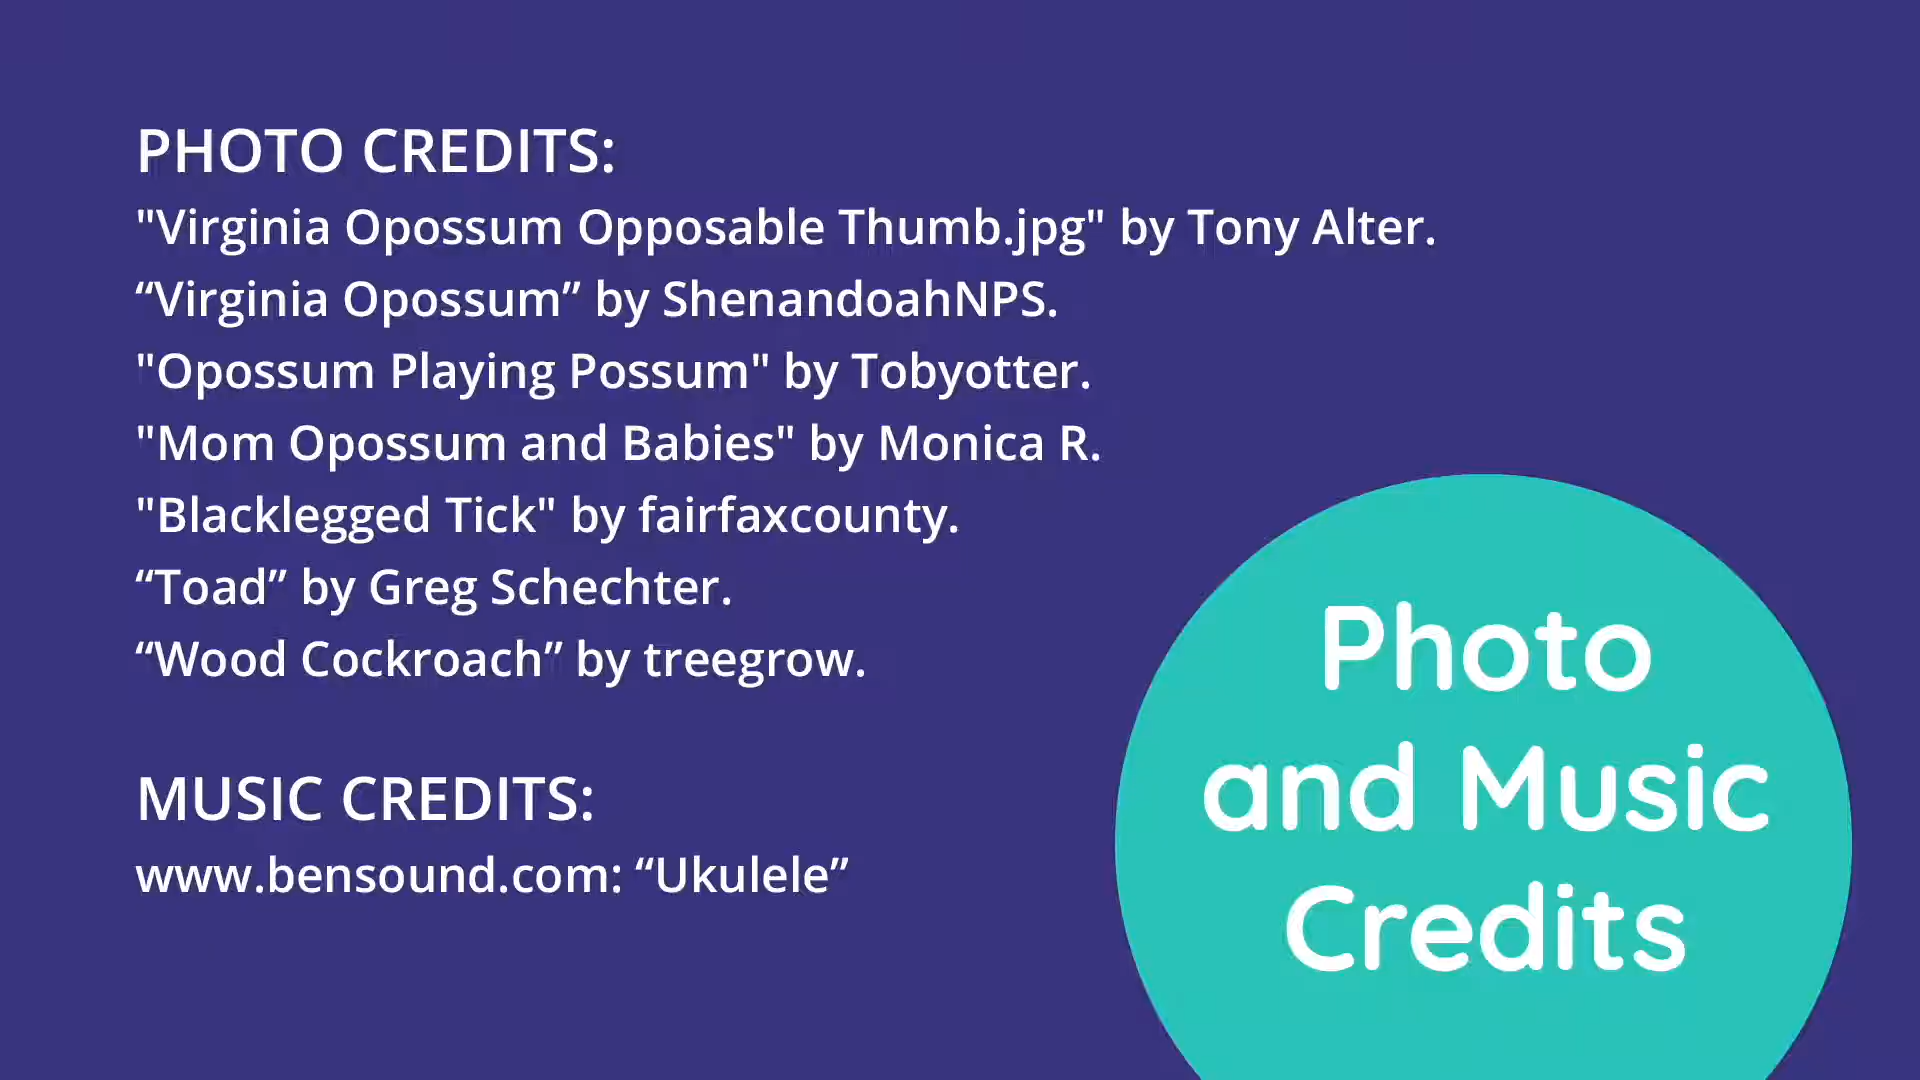 PHOTO CREDITS:
"Virginia Opossum Opposable Thumb.jpg" by Tony Alter.
“Virginia Opossum” by ShenandoahNPS.
"Opossum Playing Possum" by Tobyotter.
"Mom Opossum and Babies" by Monica R.
"Blacklegged Tick" by fairfaxcounty.
“Toad” by Greg Schechter.
“Wood Cockroach” by treegrow.
MUSIC CREDITS:
www.bensound.com: “Ukulele”
Photo
and Music
Credits